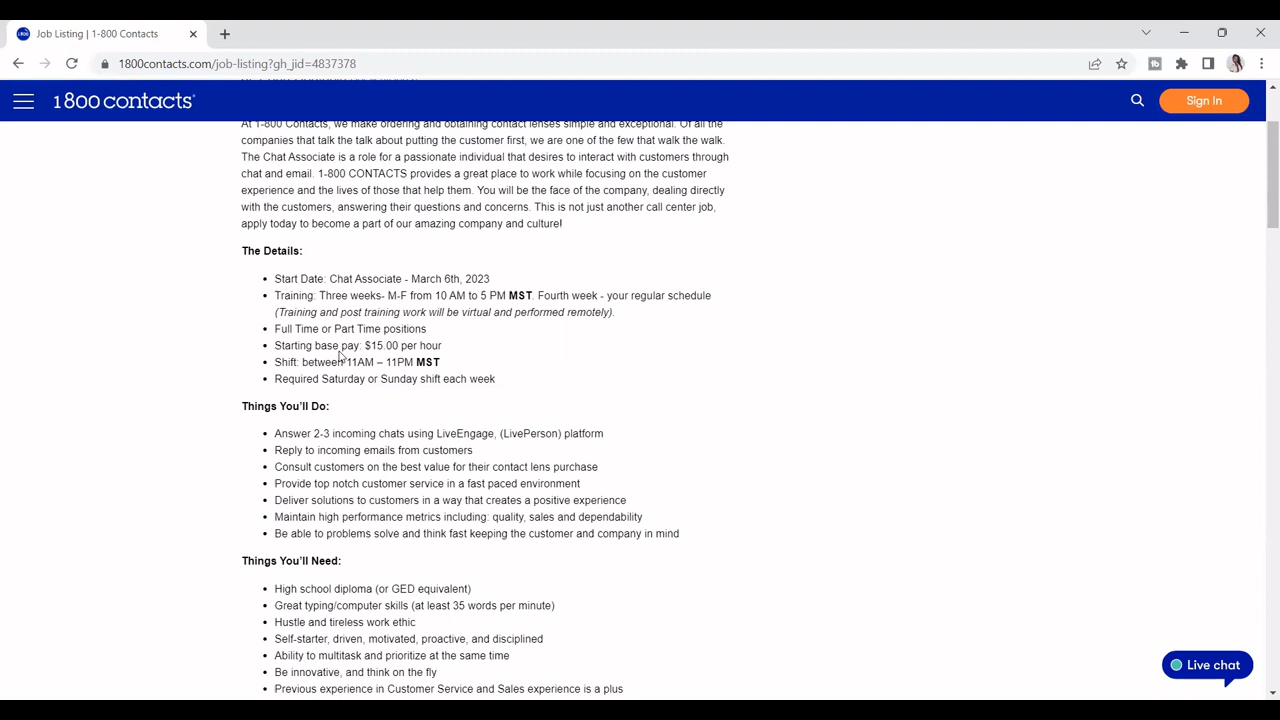 Job Listing | 1-800 Contacts
1800contacts.com/job-listing?gh_jid=4837378
1 800 contacts
Sign In
At 1-800 Contacts, we make ordering and obtaining contact lenses simple and exceptional. Of all the
companies that talk the talk about putting the customer first, we are one of the few that walk the walk.
The Chat Associate is a role for a passionate individual that desires to interact with customers through
chat and email. 1-800 CONTACTS provides a great place to work while focusing on the customer
experience and the lives of those that help them. You will be the face of the company, dealing directly
with the customers, answering their questions and concerns. This is not just another call center job,
apply today to become a part of our amazing company and culture!
The Details:
• Start Date: Chat Associate - March 6th, 2023
• Training: Three weeks- M-F from 10 AM to 5 PM MST. Fourth week - your regular schedule
(Training and post training work will be virtual and performed remotely).
• Full Time or Part Time positions
• Starting base pay: $15.00 per hour
• Shift: between 11AM – 11PM MST
• Required Saturday or Sunday shift each week
Things You'll Do:
• Answer 2-3 incoming chats using LiveEngage, (LivePerson) platform
• Reply to incoming emails from customers
• Consult customers on the best value for their contact lens purchase
• Provide top notch customer service in a fast paced environment
• Deliver solutions to customers in a way that creates a positive experience
• Maintain high performance metrics including: quality, sales and dependability
• Be able to problems solve and think fast keeping the customer and company in mind
Things You'll Need:
• High school diploma (or GED equivalent)
• Great typing/computer skills (at least 35 words per minute)
• Hustle and tireless work ethic
• Self-starter, driven, motivated, proactive, and disciplined
• Ability to multitask and prioritize at the same time
• Be innovative, and think on the fly
• Previous experience in Customer Service and Sales experience is a plus
Live chat